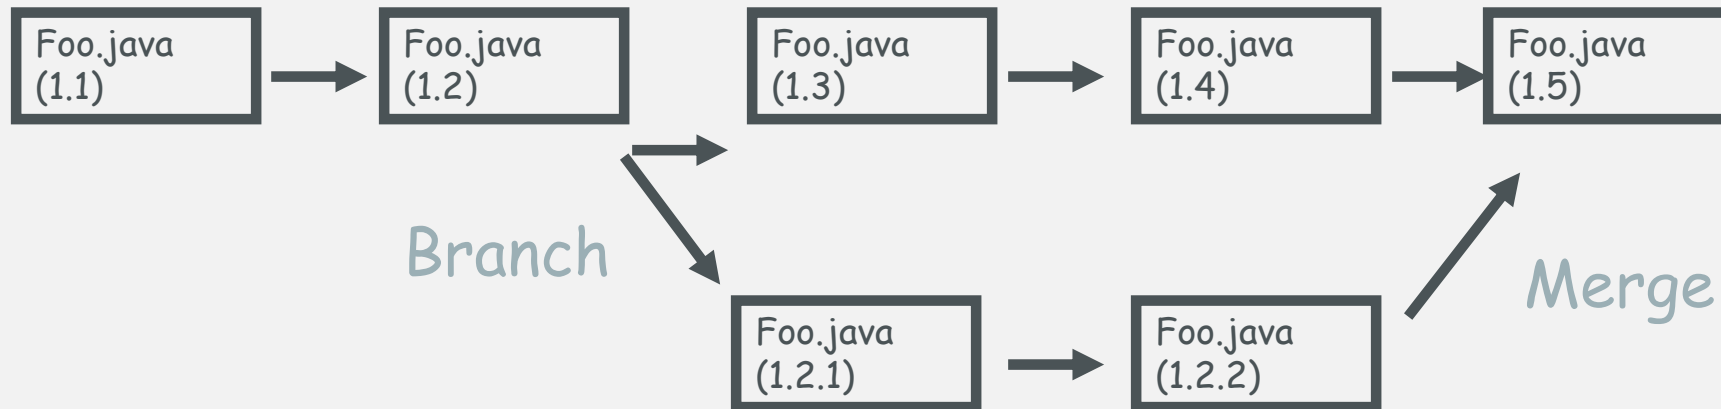 Foo.java
(1.1)
Foo.java
(1.2)
Foo.java
(1.3)
Foo.java
(1.4)
Foo.java
(1.5)
Branch
Merge
Foo.java
(1.2.1)
Foo.java
(1.2.2)